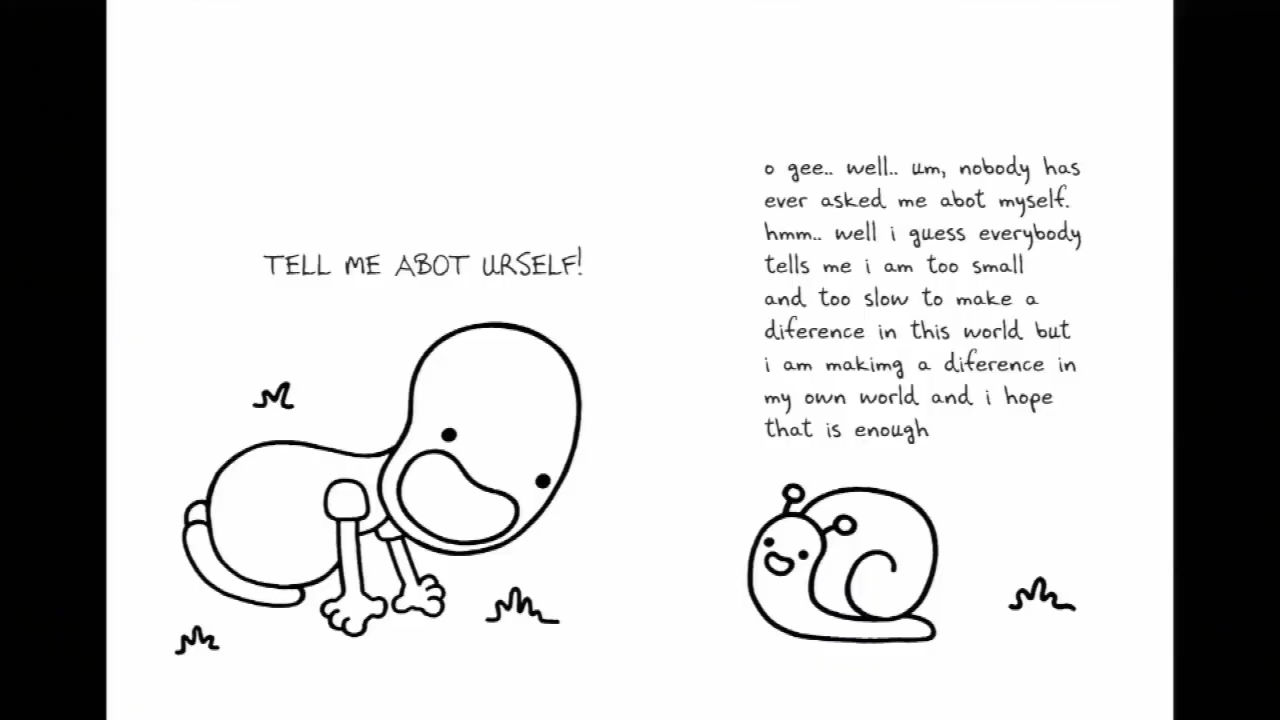 TELL ME ABOT URSELF!
o gee.. well.. um, nobody has
ever asked me abot myself.
hmm.. well i guess everybody
tells me i am too small
and too slow to make a
diference in this world but
i am makimg a diference in
my own world and i hope
that is enough